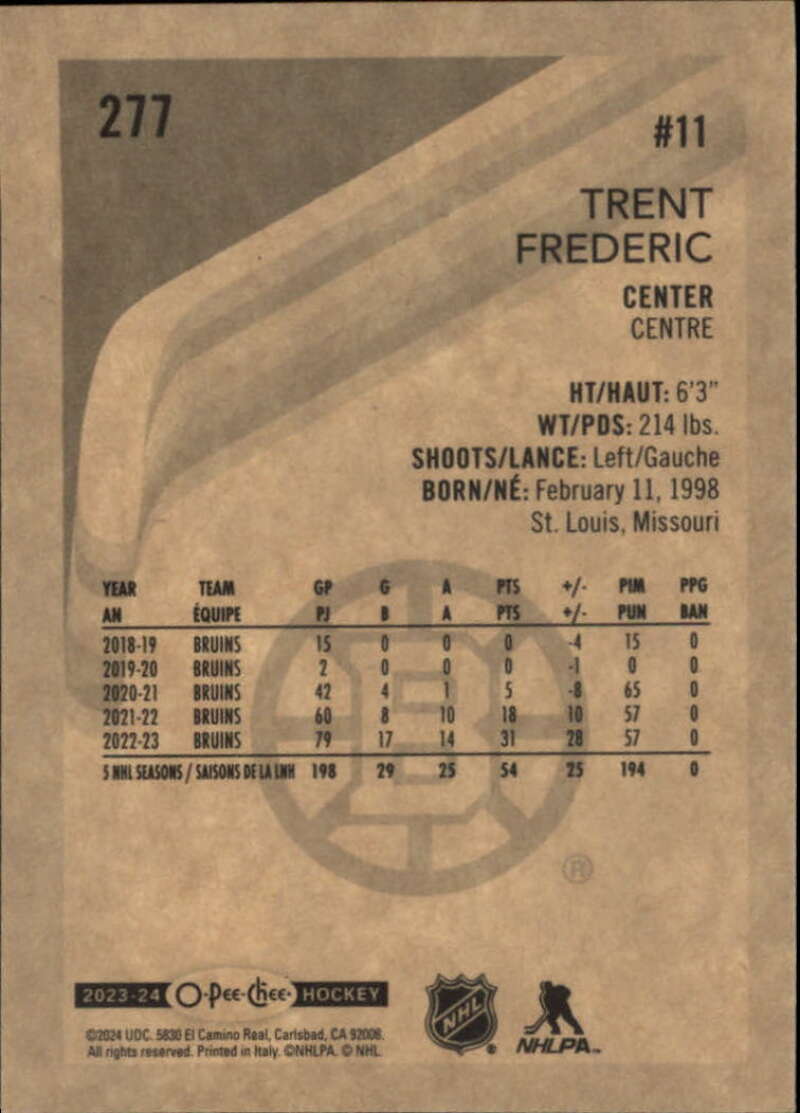 277
#11
TRENT
FREDERIC
CENTER
CENTRE
HT/HAUT: 6'3"
WT/PDS: 214 lbs.
SHOOTS/LANCE: Left/Gauche
BORN/NÉ: February 11, 1998
St. Louis, Missouri
YEAR TEAM GP G A PTS +/- PIM PPG
AN ÉQUIPE PJ B A PTS +/- PUN BAN
2018-19 BRUINS 15 0 0 0 -4 15 0
2019-20 BRUINS 2 0 0 0 -1 0 0
2020-21 BRUINS 42 4 1 5 -8 65 0
2021-22 BRUINS 60 8 10 18 10 57 0
2022-23 BRUINS 79 17 14 31 28 57 0
5 NHL SEASONS / SAISONS DE LA LNH 198 29 25 54 25 194 0
B
®
2023-24 O-Pee-Chee HOCKEY
©2024 UDC. 5830 El Camino Real, Carlsbad, CA 92008.
All rights reserved. Printed in Italy. ©NHLPA. © NHL
NHL ®
NHLPA™